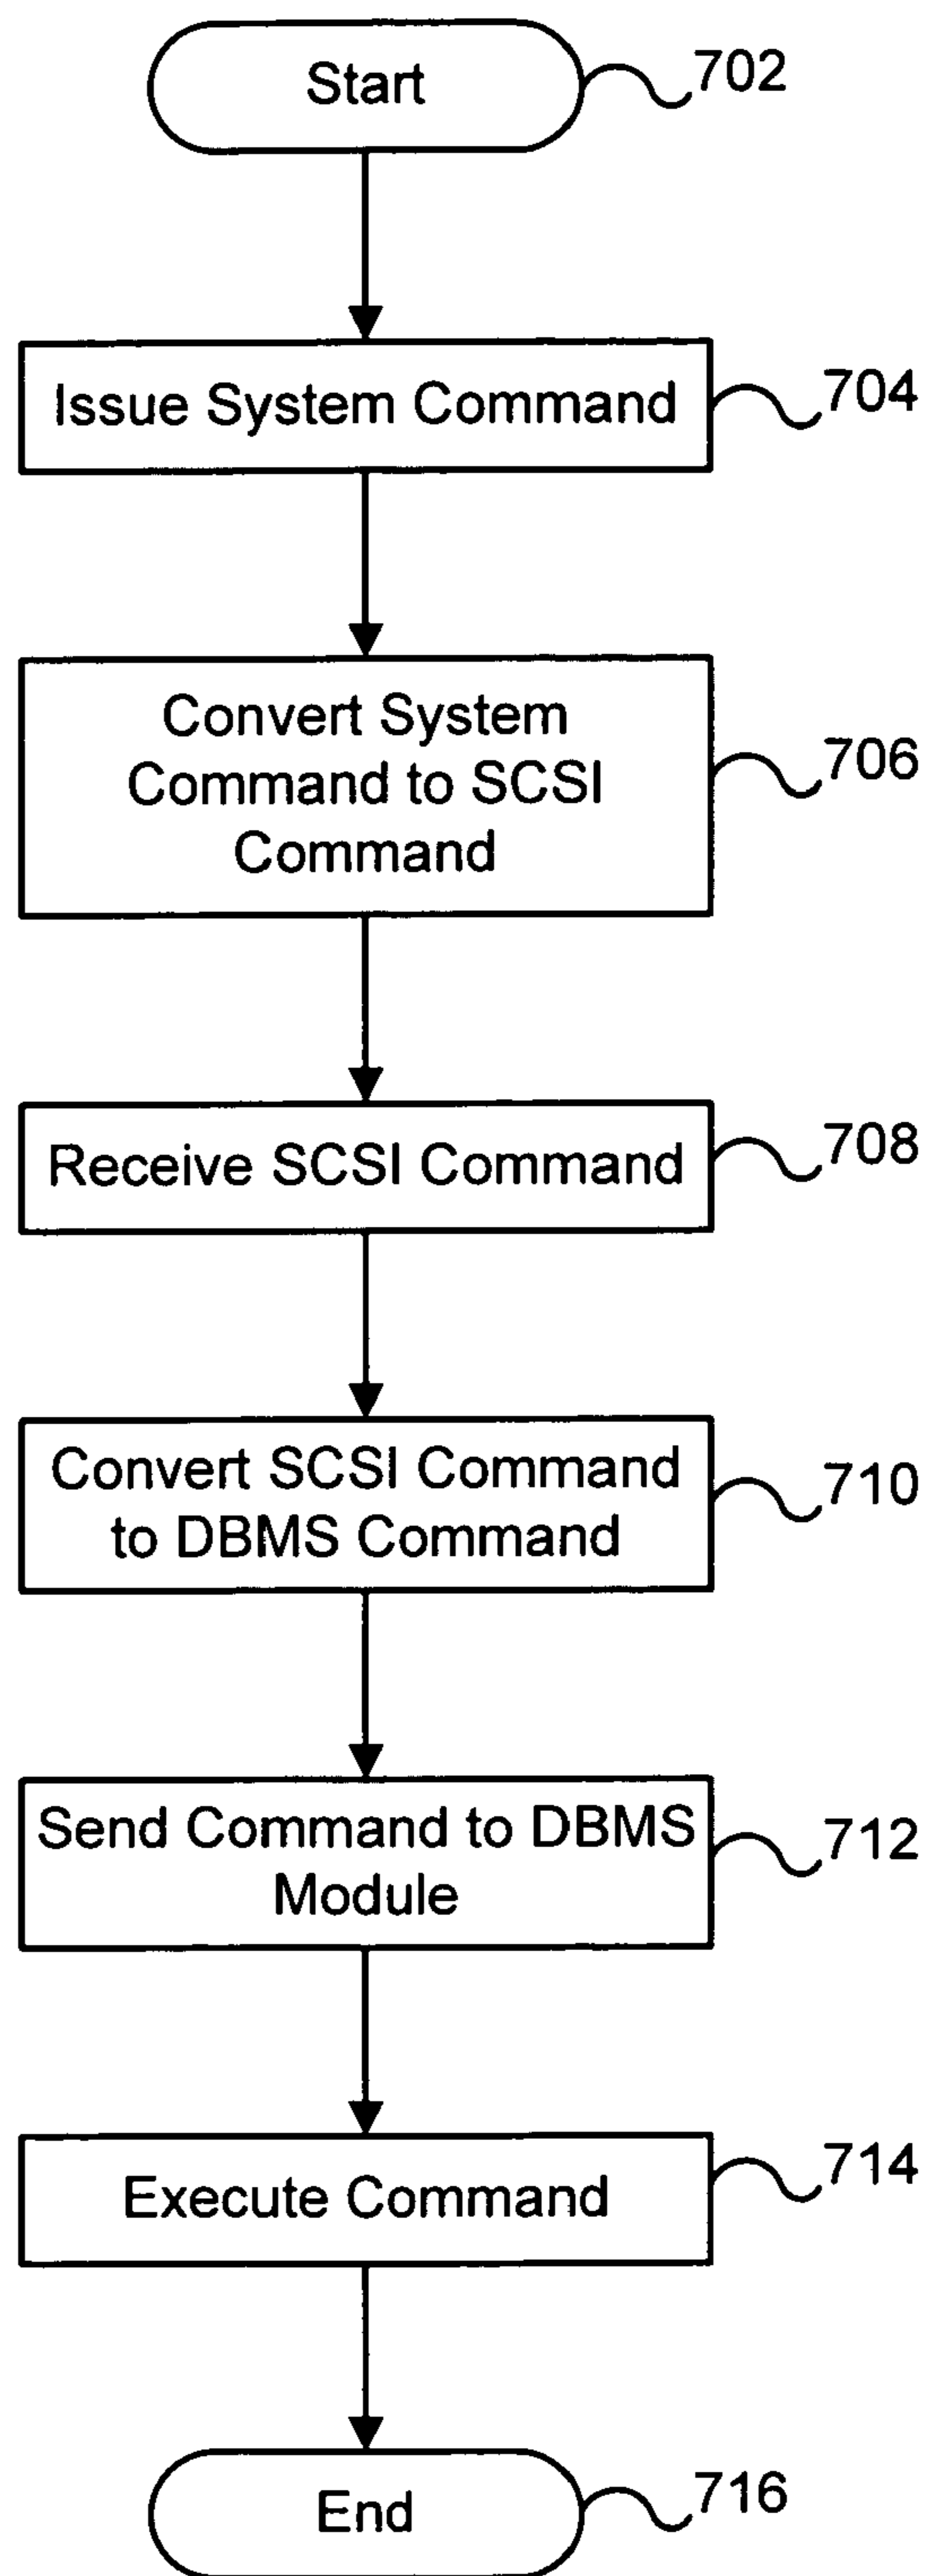 Start
702
Issue System Command
704
Convert System
Command to SCSI
Command
706
Receive SCSI Command
708
Convert SCSI Command
to DBMS Command
710
Send Command to DBMS
Module
712
Execute Command
714
End
716